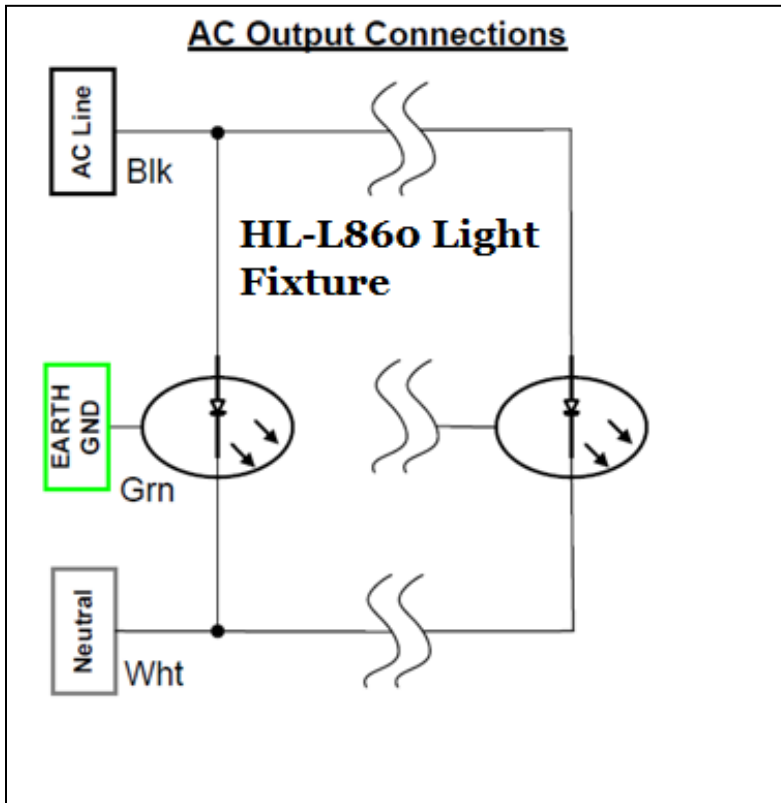 AC Output Connections
AC Line
Blk
HL-L860 Light
Fixture
EARTH
GND
Grn
Neutral
Wht